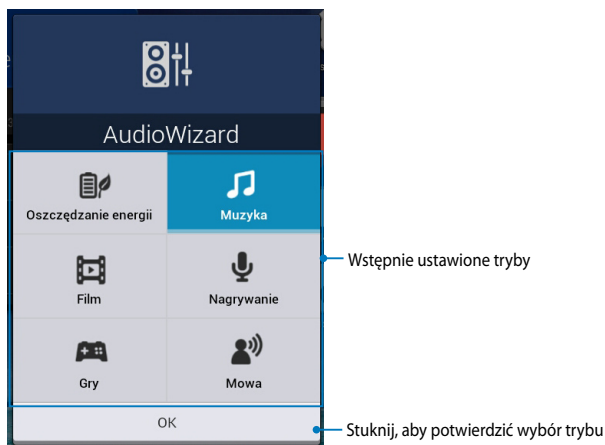 AudioWizard
Oszczędzanie energii
Muzyka
Wstępnie ustawione tryby
Film
Nagrywanie
Gry
Mowa
OK
Stuknij, aby potwierdzić wybór trybu